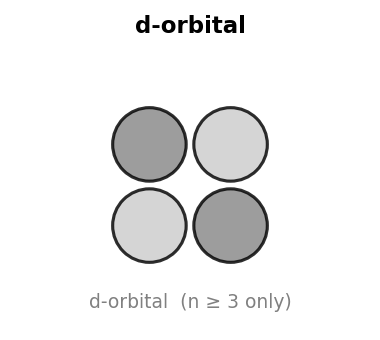 d-orbital
d-orbital (n ≥ 3 only)